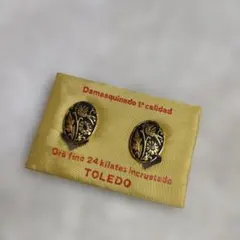 Damasquinado 1ª calidad
Oro fino 24 kilates incrustado
TOLEDO